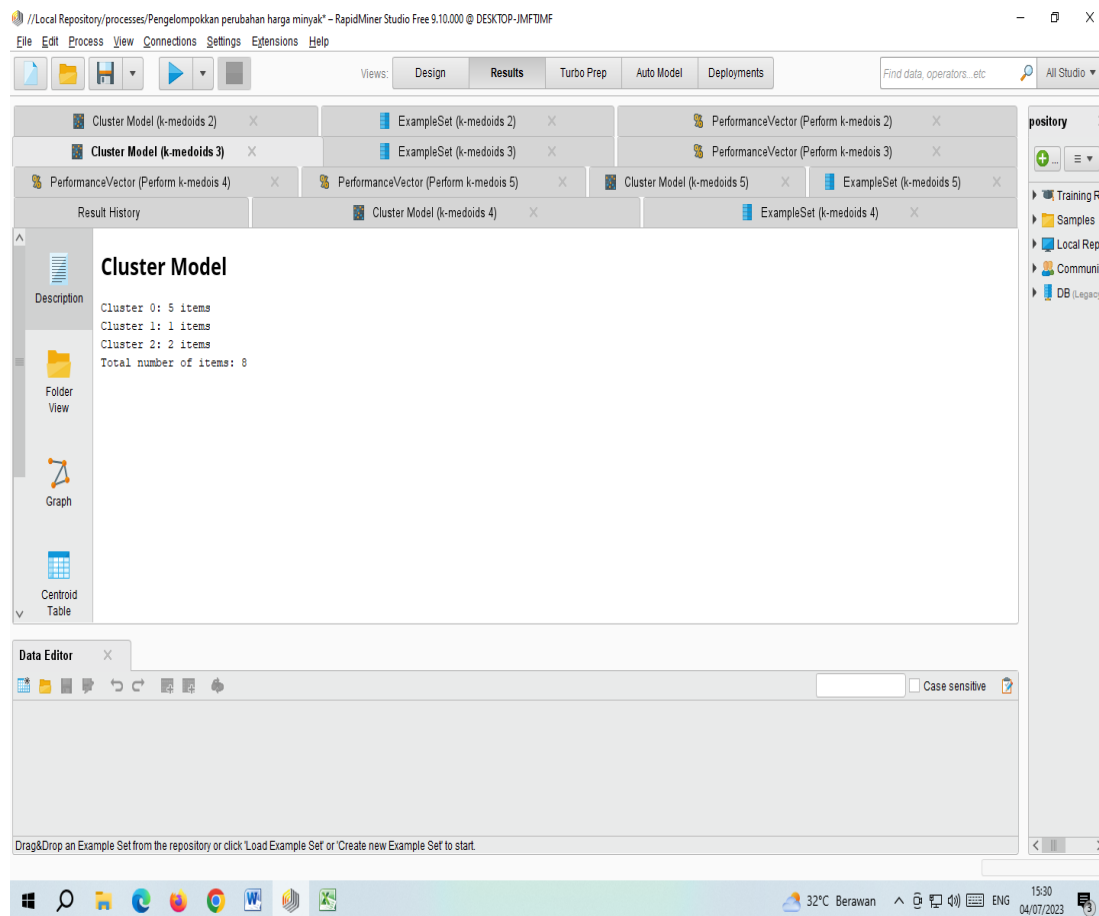 //Local Repository/processes/Pengelompokkan perubahan harga minyak* – RapidMiner Studio Free 9.10.000 @ DESKTOP-JMFTJMF
File Edit Process View Connections Settings Extensions Help
Views: Design Results Turbo Prep Auto Model Deployments Find data, operators...etc All Studio
Cluster Model (k-medoids 2) ExampleSet (k-medoids 2) PerformanceVector (Perform k-medois 2) pository
Cluster Model (k-medoids 3) ExampleSet (k-medoids 3) PerformanceVector (Perform k-medois 3)
PerformanceVector (Perform k-medois 4) PerformanceVector (Perform k-medois 5) Cluster Model (k-medoids 5) ExampleSet (k-medoids 5)
Result History Cluster Model (k-medoids 4) ExampleSet (k-medoids 4)
Training R
Samples
Local Rep
Communi
DB (Legacy
Description
Folder
View
Graph
Centroid
Table
Cluster Model
Cluster 0: 5 items
Cluster 1: 1 items
Cluster 2: 2 items
Total number of items: 8
Data Editor
Case sensitive
Drag&Drop an Example Set from the repository or click 'Load Example Set' or 'Create new Example Set' to start.
32°C Berawan ENG 15:30
04/07/2023 3